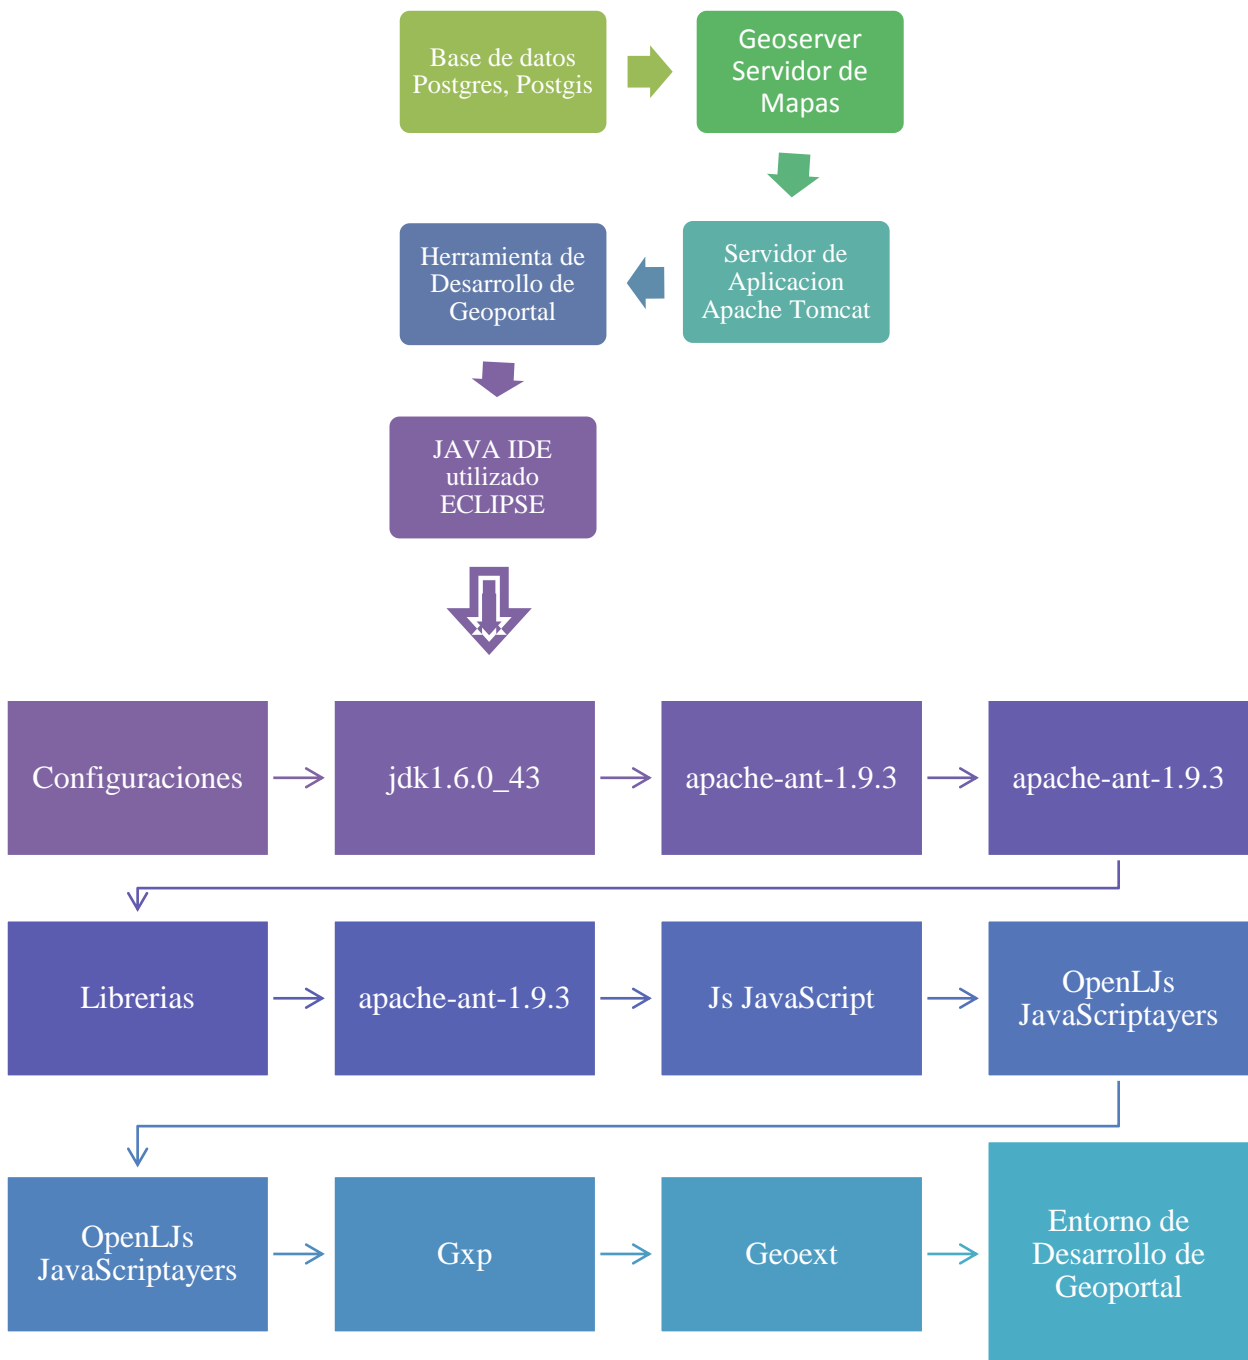 Base de datos
Postgres, Postgis
Geoserver
Servidor de
Mapas
Servidor de
Aplicacion
Apache Tomcat
Herramienta de
Desarrollo de
Geoportal
JAVA IDE
utilizado
ECLIPSE
Configuraciones
jdk1.6.0_43
apache-ant-1.9.3
apache-ant-1.9.3
Librerias
apache-ant-1.9.3
Js JavaScript
OpenLJs
JavaScriptayers
OpenLJs
JavaScriptayers
Gxp
Geoext
Entorno de
Desarrollo de
Geoportal